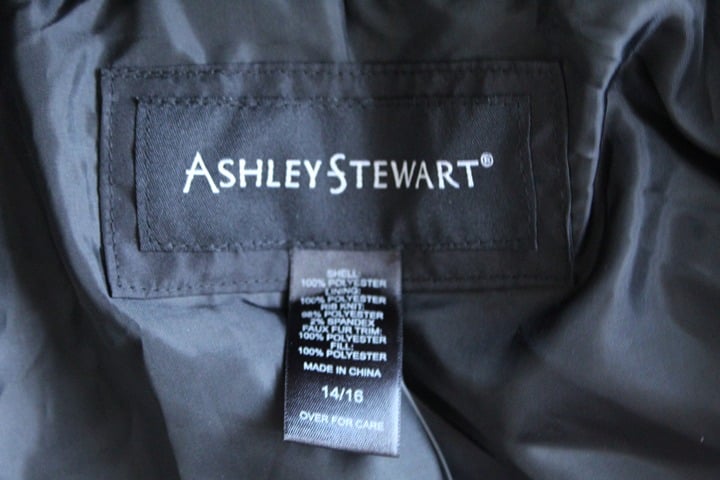 ASHLEY STEWART®
SHELL:
100% POLYESTER
LINING:
100% POLYESTER
RIB KNIT:
98% POLYESTER
2% SPANDEX
FAUX FUR TRIM:
100% POLYESTER
FILL:
100% POLYESTER
MADE IN CHINA
14/16
OVER FOR CARE